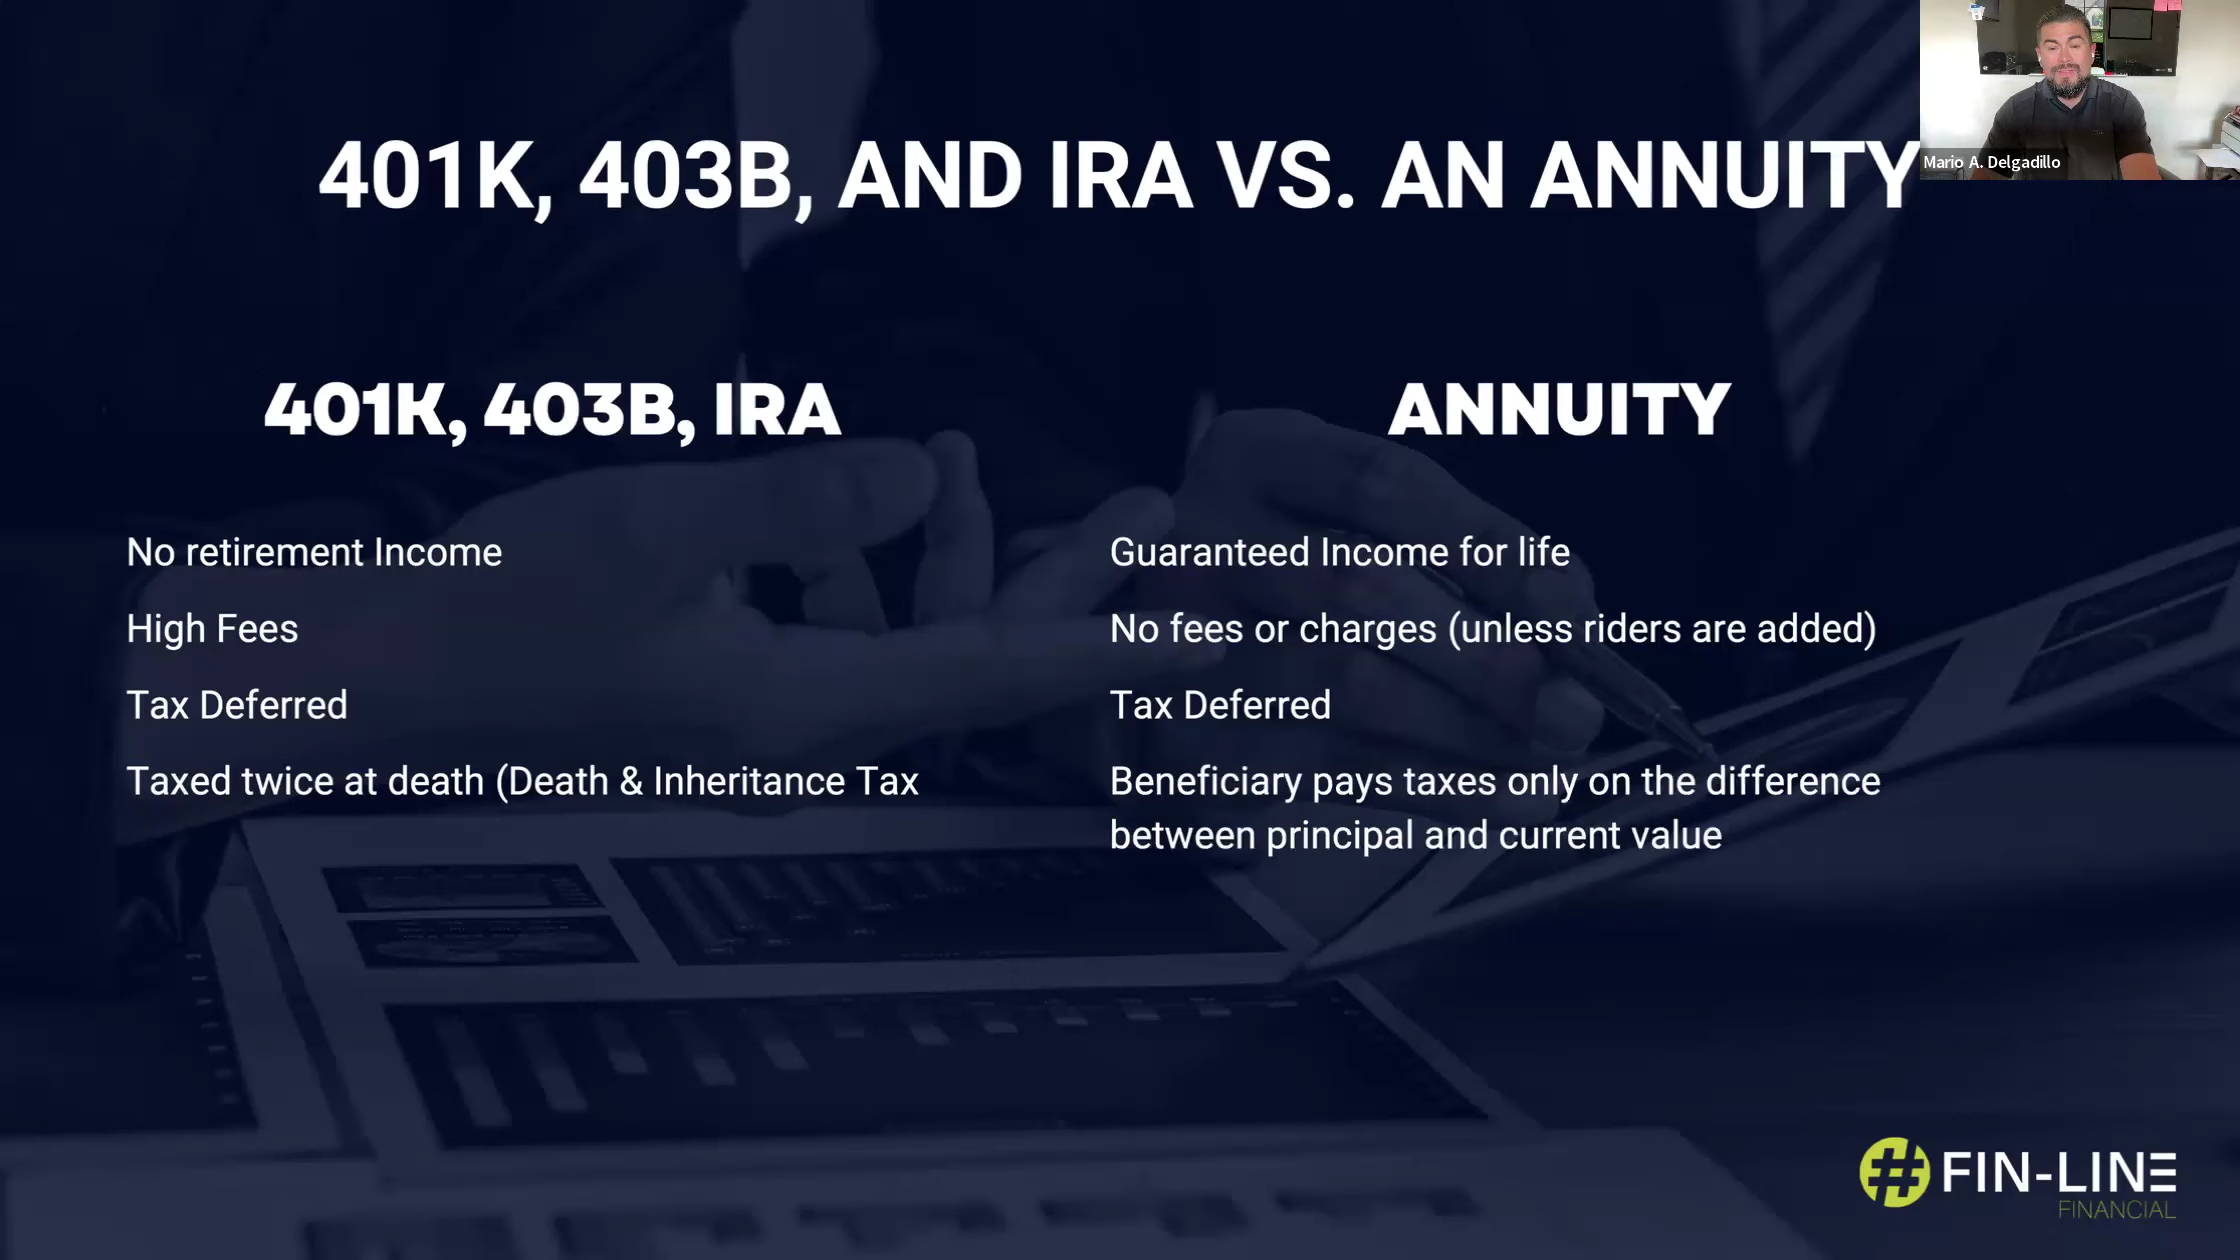 401K, 403B, AND IRA VS. AN ANNUITY
Mario A. Delgadillo
401K, 403B, IRA
No retirement Income
High Fees
Tax Deferred
Taxed twice at death (Death & Inheritance Tax
ANNUITY
Guaranteed Income for life
No fees or charges (unless riders are added)
Tax Deferred
Beneficiary pays taxes only on the difference
between principal and current value
FIN-LINE
FINANCIAL